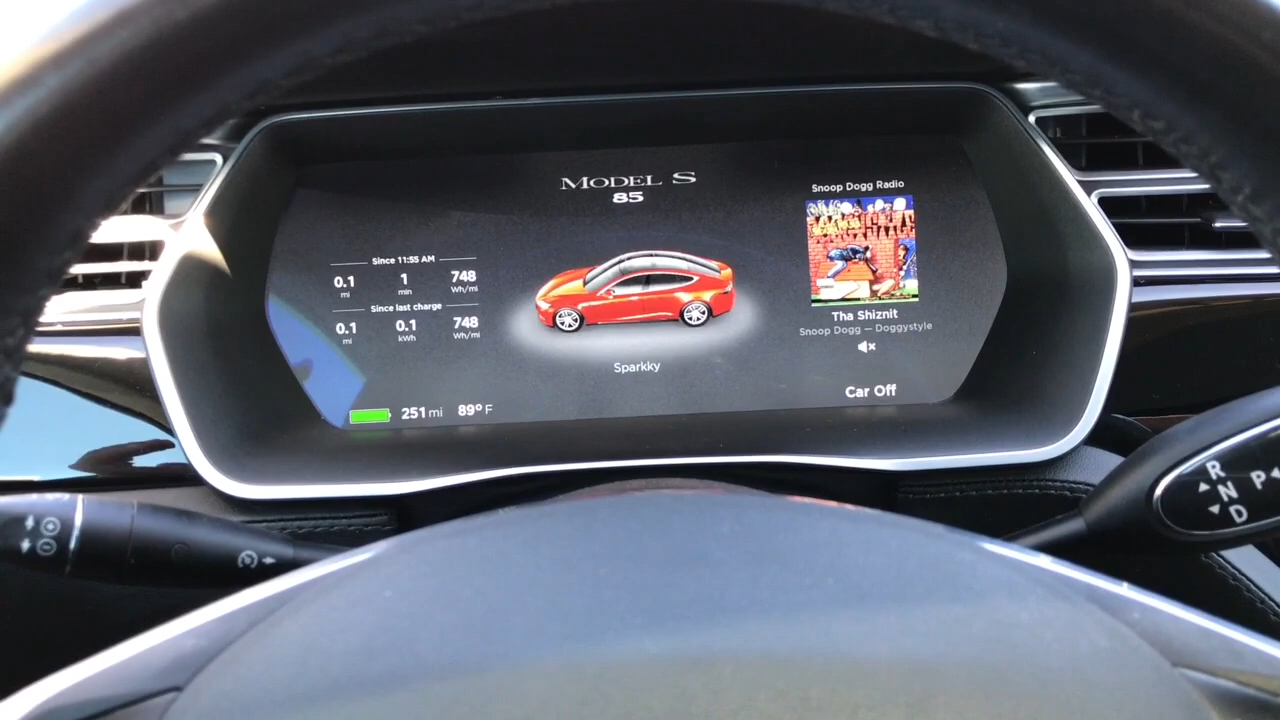 MODEL S
85
Since 11:55 AM
0.1 1 748
mi min Wh/mi
Since last charge
0.1 0.1 748
mi kWh Wh/mi
251 mi 89° F
Sparkky
Snoop Dogg Radio
Tha Shiznit
Snoop Dogg — Doggystyle
Car Off
R
N
D
P